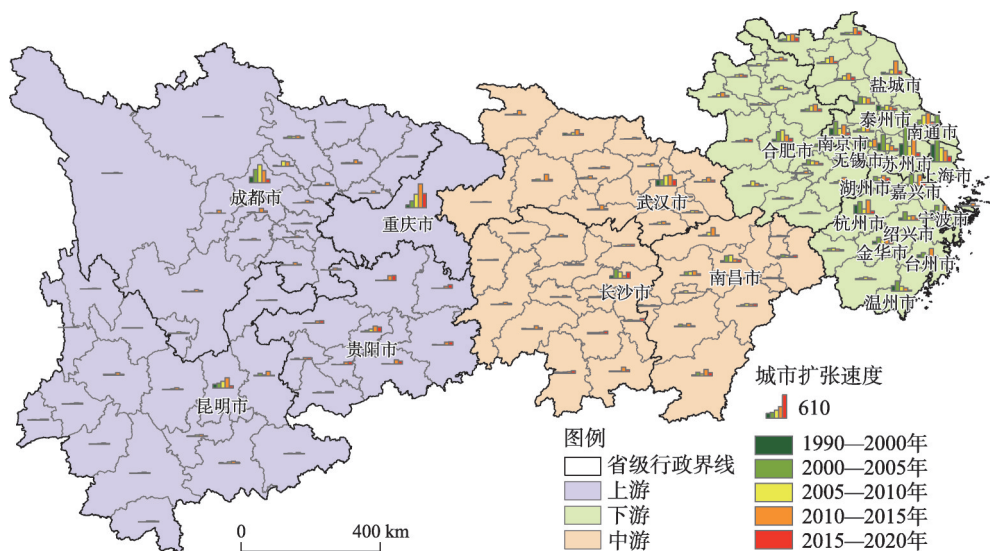 盐城市
泰州市
南通市
南京市
无锡市
苏州市
上海市
合肥市
湖州市
嘉兴市
杭州市
宁波市
绍兴市
金华市
台州市
温州市
成都市
重庆市
武汉市
长沙市
南昌市
贵阳市
昆明市
城市扩张速度
610
图例
省级行政界线
上游
下游
中游
1990—2000年
2000—2005年
2005—2010年
2010—2015年
2015—2020年
0 400 km